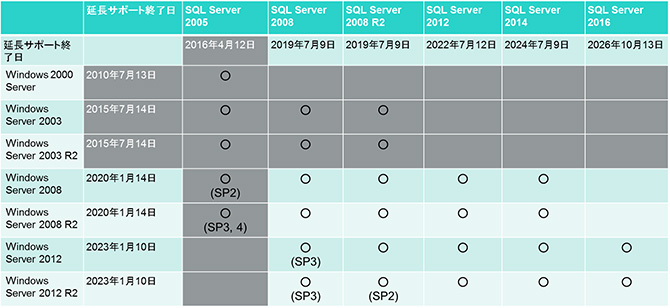 延長サポート終了日 SQL Server 2005 SQL Server 2008 SQL Server 2008 R2 SQL Server 2012 SQL Server 2014 SQL Server 2016
延長サポート終了日 2016年4月12日 2019年7月9日 2019年7月9日 2022年7月12日 2024年7月9日 2026年10月13日
Windows 2000 Server 2010年7月13日 〇
Windows 2003 2015年7月14日 〇 〇 〇
Windows Server 2003 R2 2015年7月14日 〇 〇 〇
Windows Server 2008 2020年1月14日 〇 (SP2) 〇 〇 〇 〇
Windows Server 2008 R2 2020年1月14日 〇 (SP3, 4) 〇 〇 〇 〇
Windows Server 2012 2023年1月10日 〇 (SP3) 〇 〇 〇 〇
Windows Server 2012 R2 2023年1月10日 〇 (SP3) 〇 (SP2) 〇 〇 〇